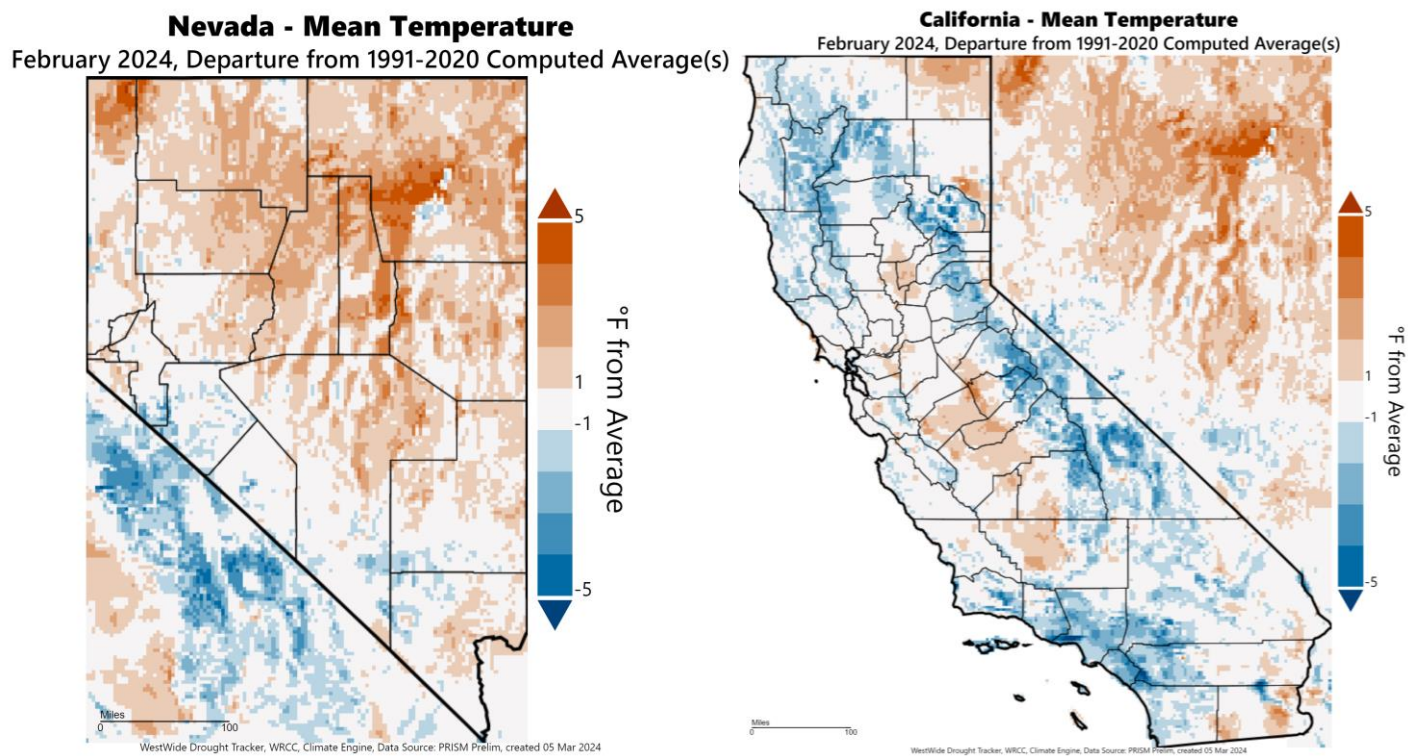 Nevada - Mean Temperature
February 2024, Departure from 1991-2020 Computed Average(s)
5
1
-1
-5
°F from Average
Miles
0 100
WestWide Drought Tracker, WRCC, Climate Engine, Data Source: PRISM Prelim, created 05 Mar 2024
California - Mean Temperature
February 2024, Departure from 1991-2020 Computed Average(s)
5
1
-1
-5
°F from Average
Miles
0 100
WestWide Drought Tracker, WRCC, Climate Engine, Data Source: PRISM Prelim, created 05 Mar 2024